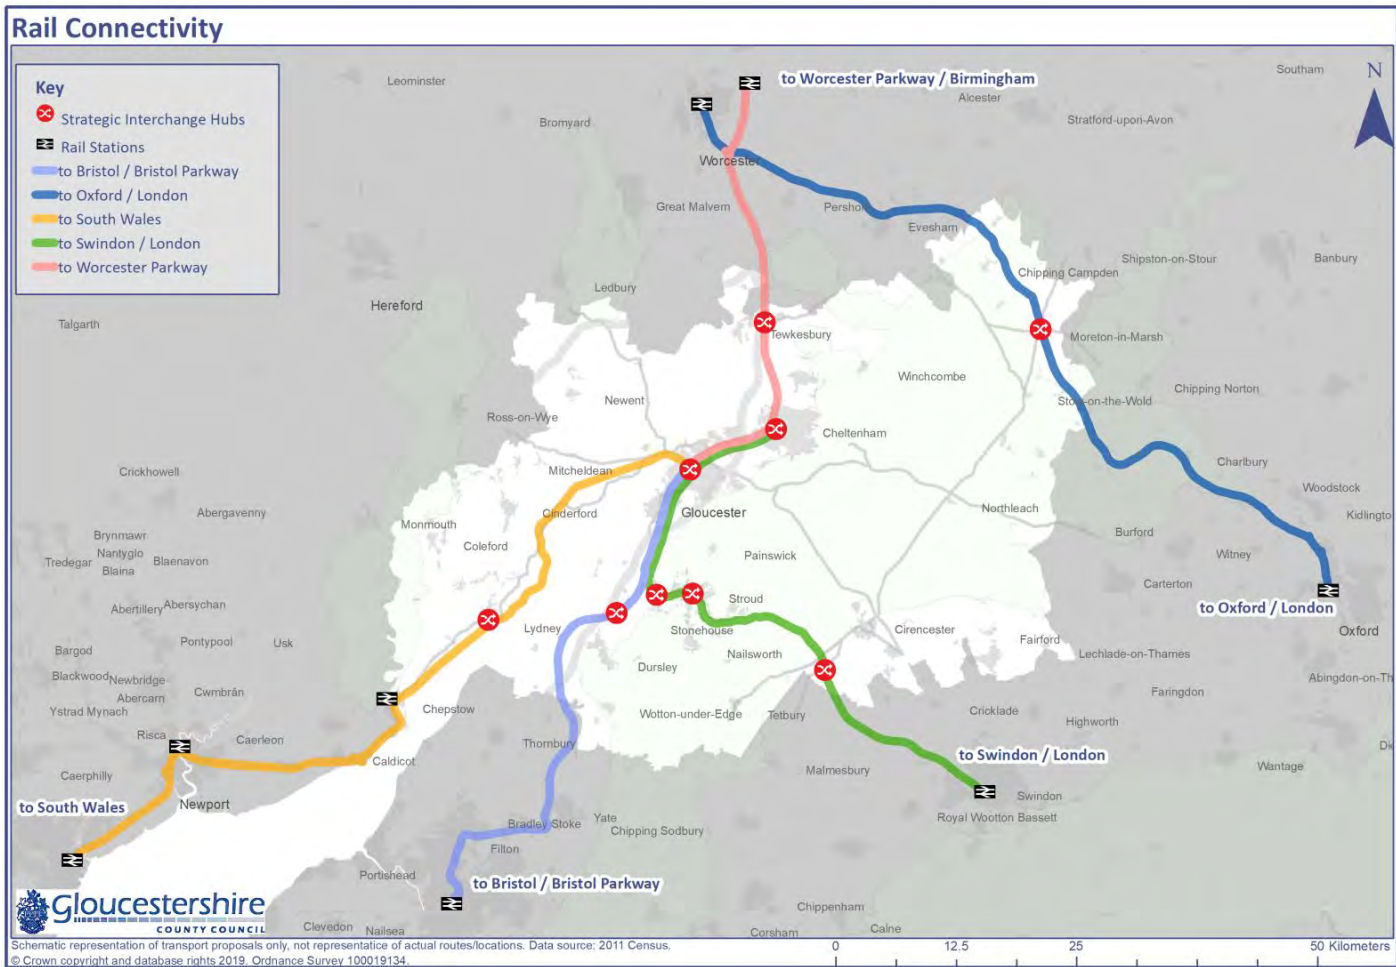 Rail Connectivity
Key
Strategic Interchange Hubs
Rail Stations
to Bristol / Bristol Parkway
to Oxford / London
to South Wales
to Swindon / London
to Worcester Parkway
N
to Worcester Parkway / Birmingham
Southam
Leominster
Alcester
Bromyard
Stratford-upon-Avon
Worcester
Great Malvern
Evesham
Shipston-on-Stour
Banbury
Chipping Campden
Ledbury
Hereford
Talgarth
Tewkesbury
Moreton-in-Marsh
Winchcombe
Chipping Norton
Newent
Ross-on-Wye
Cheltenham
Charlbury
Crickhowell
Mitcheldean
Woodstock
Abergavenny
Cinderford
Gloucester
Northleach
Kidlingto
Monmouth
Brynmawr
Coleford
Burford
Nantyglo
Tredegar
Blaina
Blaenavon
Painswick
Witney
Carterton
Abertillery
Abersychan
Stroud
to Oxford / London
Lydney
Stonehouse
Cirencester
Oxford
Pontypool
Usk
Fairford
Bargod
Nailsworth
Lechlade-on-Thames
Dursley
Blackwood
Newbridge
Abingdon-on-Th
Abercarn
Cwmbrân
Faringdon
Ystrad Mynach
Chepstow
Wotton-under-Edge
Tetbury
Cricklade
Highworth
Risca
Caerleon
Thornbury
Di
Caldicot
to Swindon / London
Wantage
Caerphilly
Malmesbury
to South Wales
Newport
Swindon
Royal Wootton Bassett
Bradley Stoke
Yate
Chipping Sodbury
Filton
Portishead
to Bristol / Bristol Parkway
Gloucestershire
COUNTY COUNCIL
Chippenham
Clevedon
Nailsea
Corsham
Calne
Schematic representation of transport proposals only, not representatice of actual routes/locations. Data source: 2011 Census.
© Crown copyright and database rights 2019. Ordnance Survey 100019134.
0 12.5 25 50 Kilometers